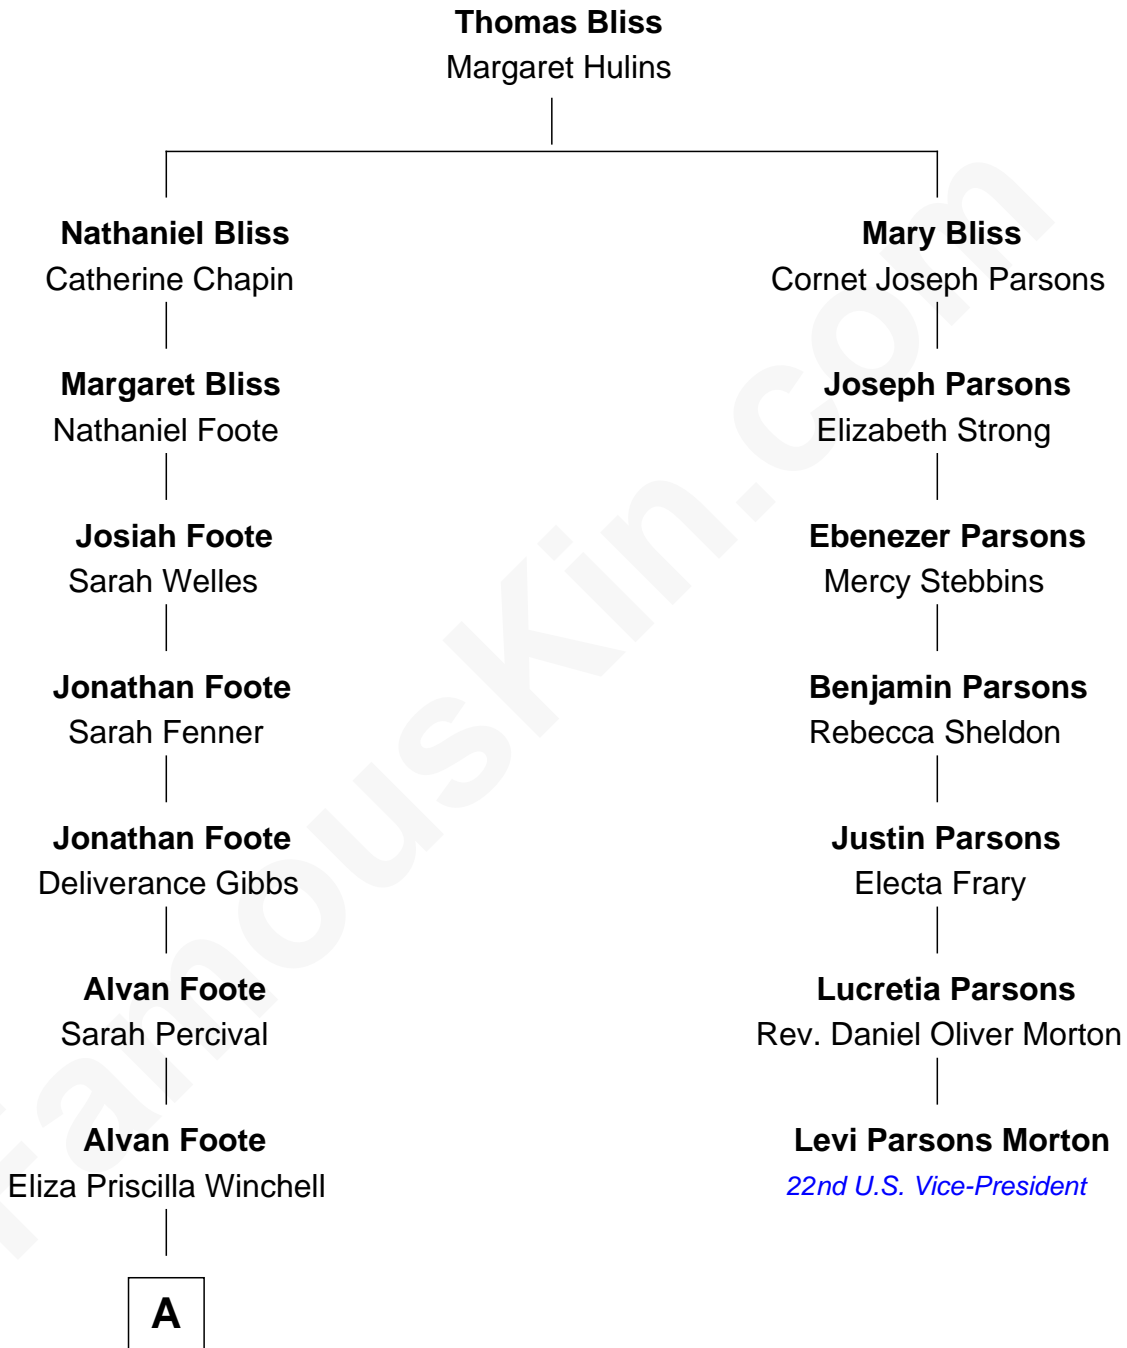 Thomas Bliss
Margaret Hulins
Nathaniel Bliss
Catherine Chapin
Mary Bliss
Cornet Joseph Parsons
Margaret Bliss
Nathaniel Foote
Joseph Parsons
Elizabeth Strong
Josiah Foote
Sarah Welles
Ebenezer Parsons
Mercy Stebbins
Jonathan Foote
Sarah Fenner
Benjamin Parsons
Rebecca Sheldon
Jonathan Foote
Deliverance Gibbs
Justin Parsons
Electa Frary
Alvan Foote
Sarah Percival
Lucretia Parsons
Rev. Daniel Oliver Morton
Alvan Foote
Eliza Priscilla Winchell
Levi Parsons Morton
22nd U.S. Vice-President
A
FamousKin.com